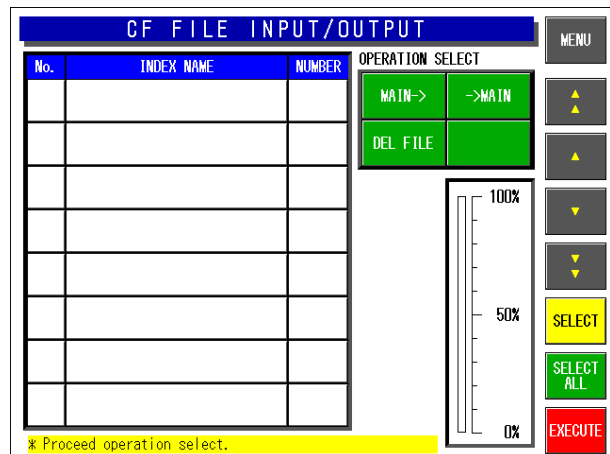 CF FILE INPUT/OUTPUT
MENU
No. INDEX NAME NUMBER
OPERATION SELECT
MAIN-> ->MAIN
DEL FILE
100%
50%
0%
SELECT
SELECT
ALL
EXECUTE
* Proceed operation select.